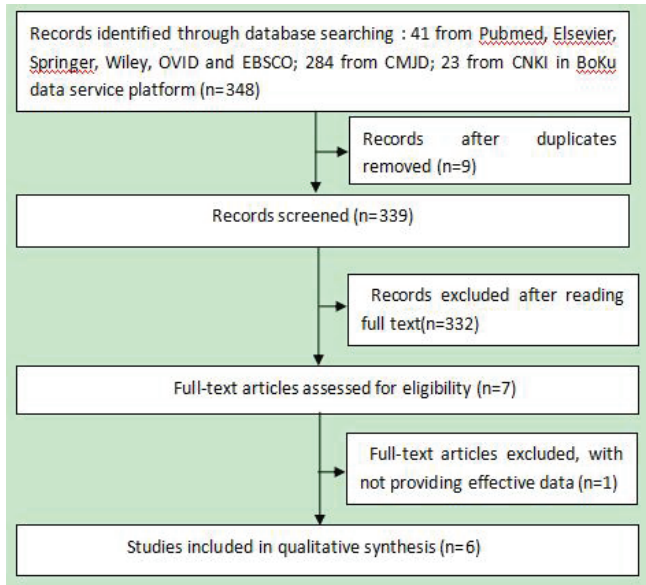 Records identified through database searching : 41 from Pubmed, Elsevier,
Springer, Wiley, OVID and EBSCO; 284 from CMJD; 23 from CNKI in BoKu
data service platform (n=348)
Records after duplicates
removed (n=9)
Records screened (n=339)
Records excluded after reading
full text(n=332)
Full-text articles assessed for eligibility (n=7)
Full-text articles excluded, with
not providing effective data (n=1)
Studies included in qualitative synthesis (n=6)